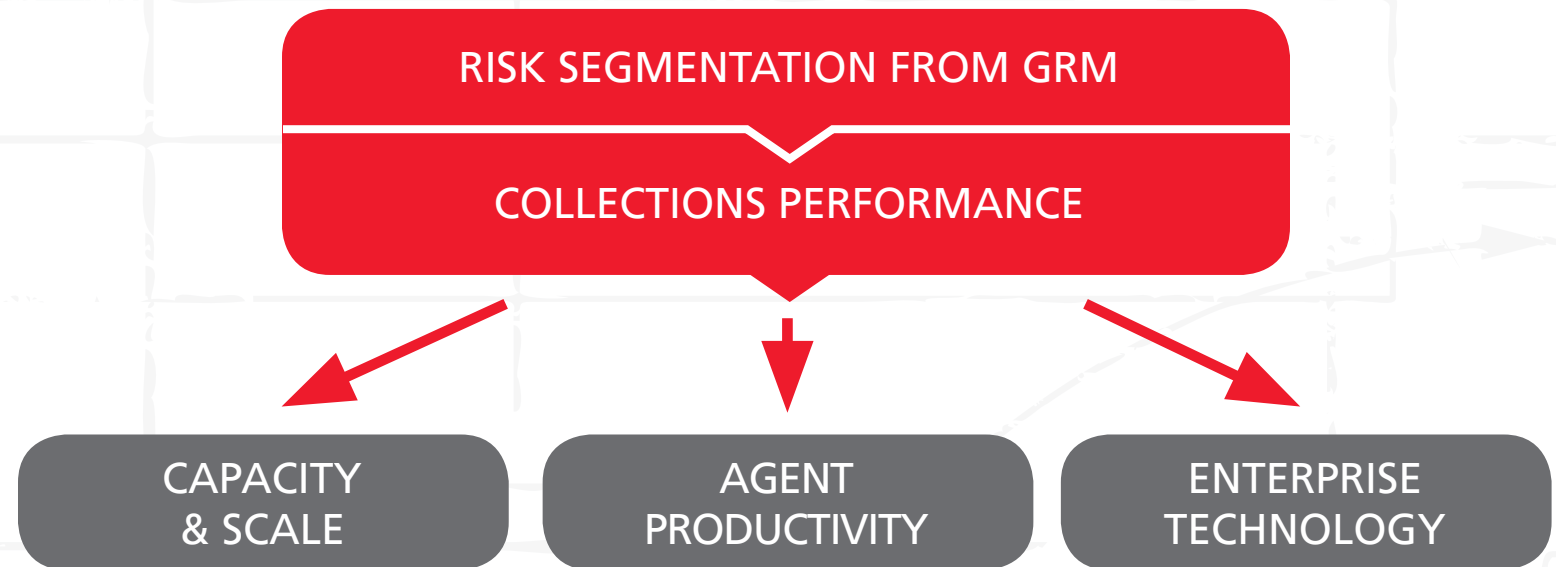 RISK SEGMENTATION FROM GRM
COLLECTIONS PERFORMANCE
CAPACITY
& SCALE
AGENT
PRODUCTIVITY
ENTERPRISE
TECHNOLOGY